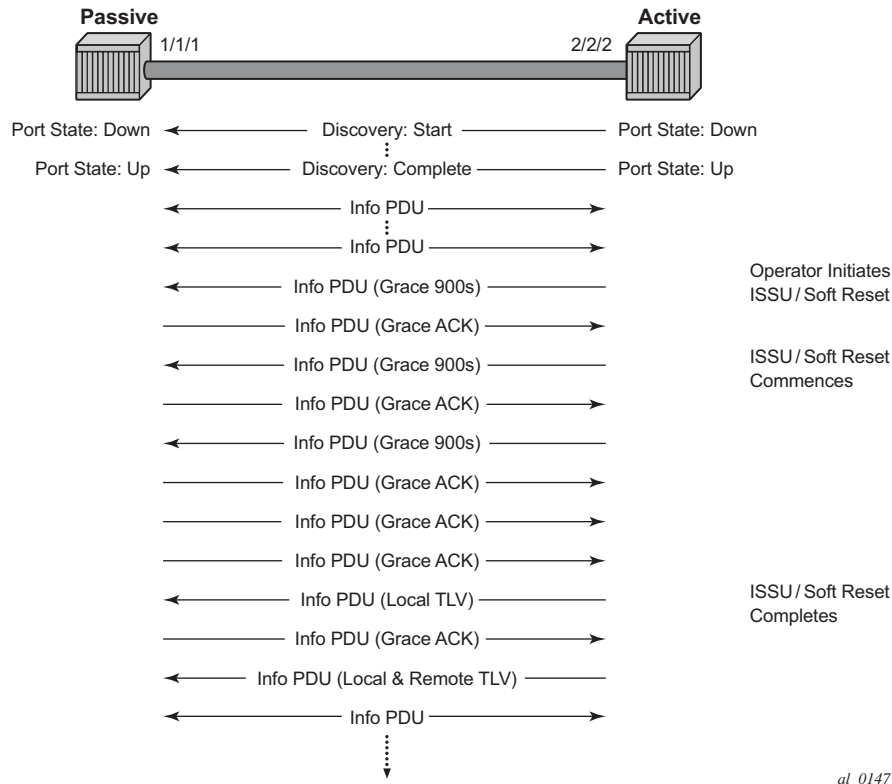 Passive Active
1/1/1 2/2/2
Port State: Down Discovery: Start Port State: Down
Port State: Up Discovery: Complete Port State: Up
Info PDU
Info PDU
Operator Initiates
Info PDU (Grace 900s) ISSU/Soft Reset
Info PDU (Grace ACK)
Info PDU (Grace 900s) ISSU/Soft Reset
Commences
Info PDU (Grace ACK)
Info PDU (Grace 900s)
Info PDU (Grace ACK)
Info PDU (Grace ACK)
Info PDU (Grace ACK)
Info PDU (Local TLV) ISSU/Soft Reset
Completes
Info PDU (Grace ACK)
Info PDU (Local & Remote TLV)
Info PDU
al_0147